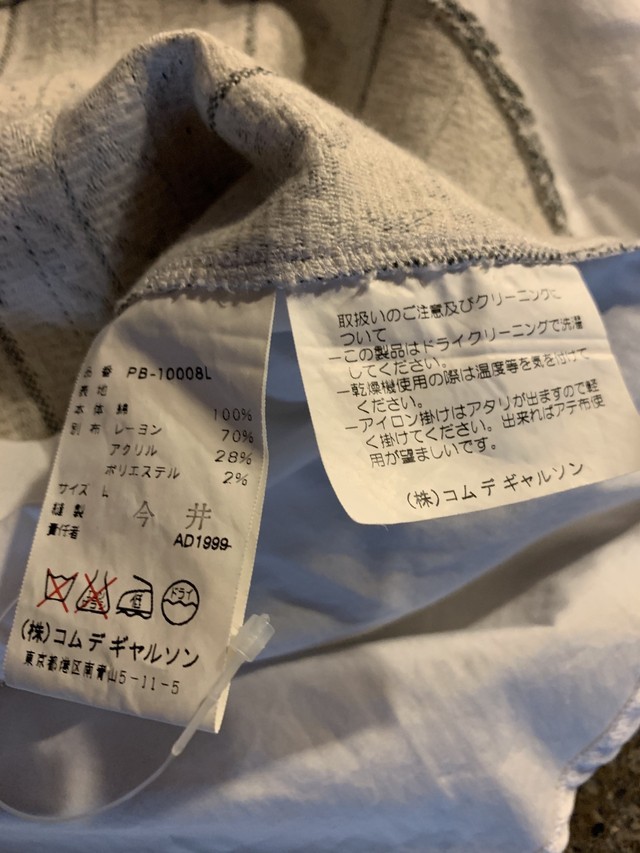 品番 PB-10008L
表地
本体 綿 100%
別布 レーヨン 70%
アクリル 28%
ポリエステル 2%
サイズ L
縫製 今井
責任者 AD1999
低 ドライ
(株)コムデギャルソン
東京都港区南青山5-11-5
取扱いのご注意及びクリーニングに
ついて
ーこの製品はドライクリーニングで洗濯
してください。
ー乾燥機使用の際は温度等を気を付けて
ください。
ーアイロン掛けはアタリが出ますので軽
く掛けてください。出来ればアテ布使
用が望ましいです。
(株)コムデギャルソン